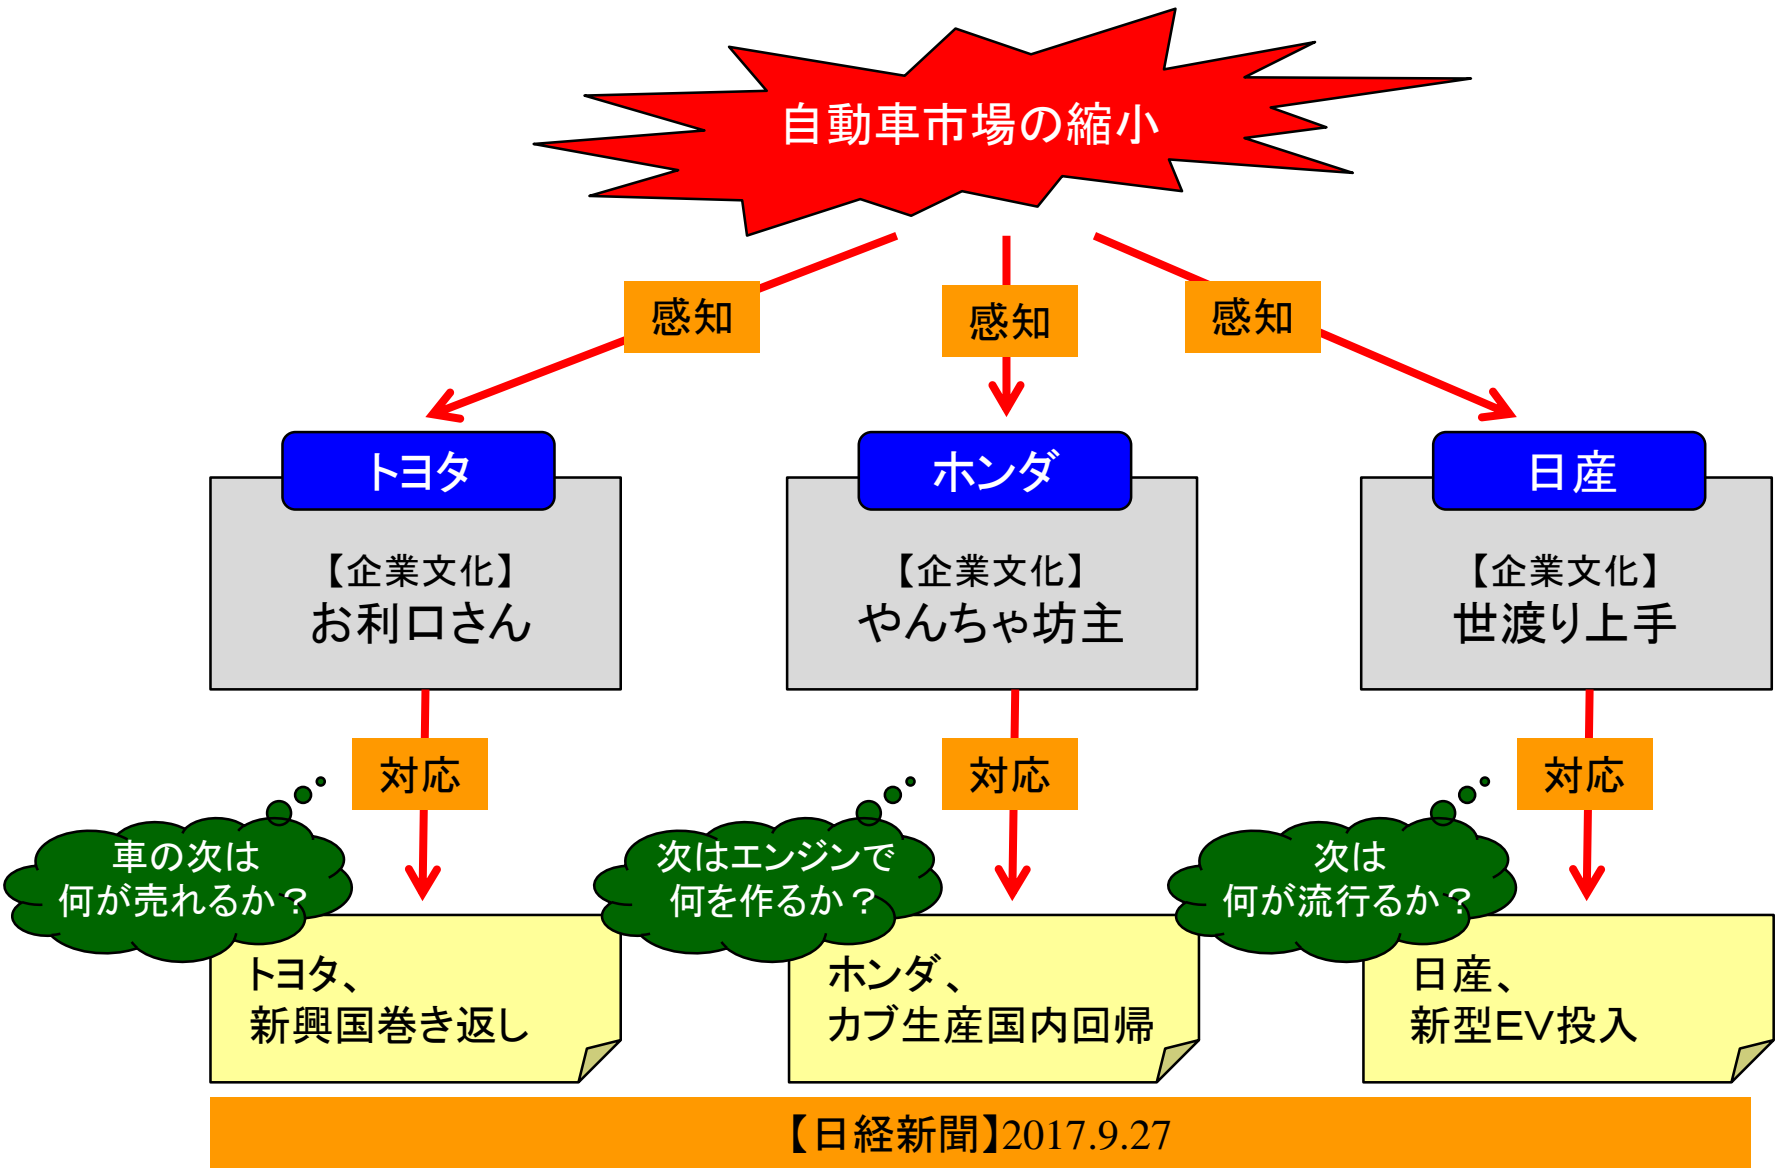 自動車市場の縮小
感知
感知
感知
トヨタ
【企業文化】
お利口さん
ホンダ
【企業文化】
やんちゃ坊主
日産
【企業文化】
世渡り上手
対応
対応
対応
車の次は
何が売れるか？
次はエンジンで
何を作るか？
次は
何が流行るか？
トヨタ、
新興国巻き返し
ホンダ、
カブ生産国内回帰
日産、
新型ＥＶ投入
【日経新聞】2017.9.27